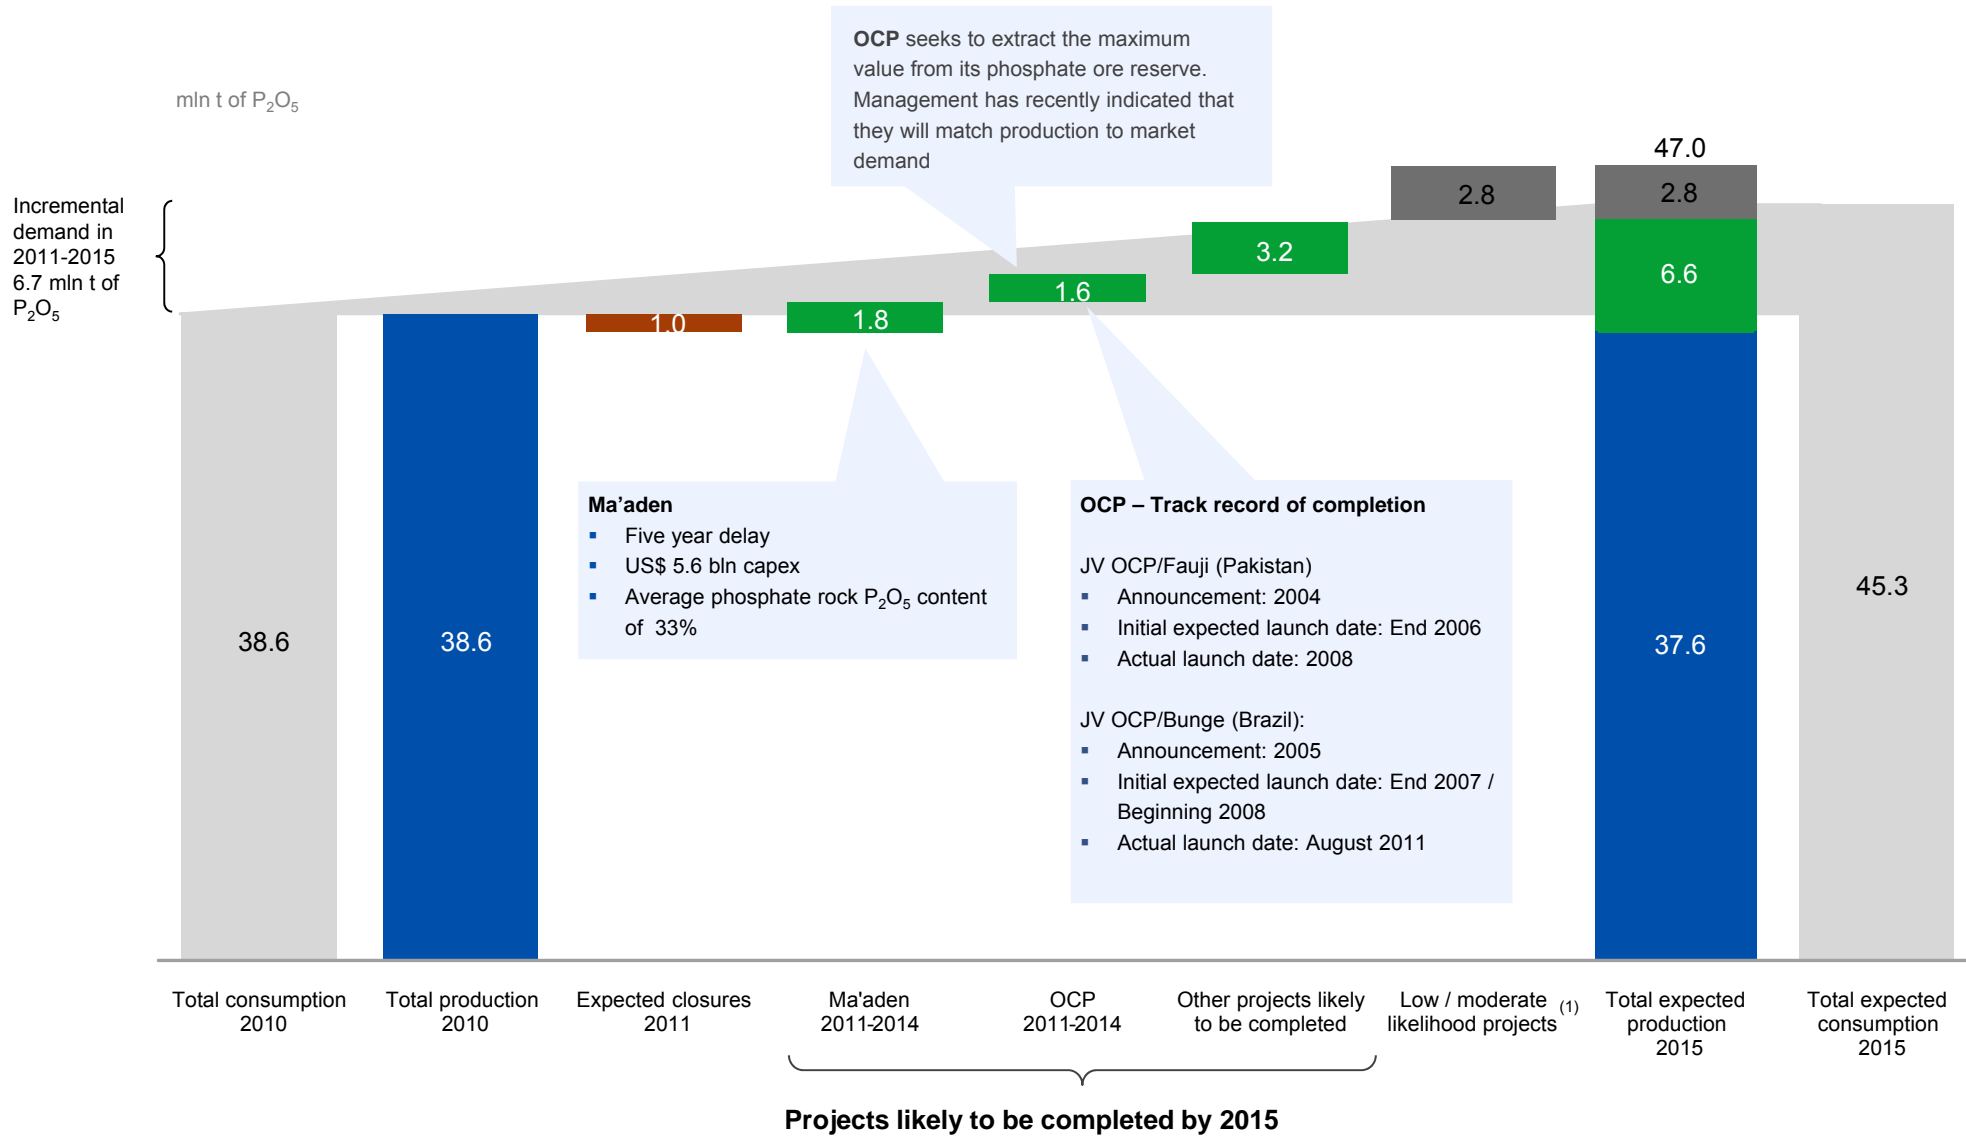 OCP seeks to extract the maximum
value from its phosphate ore reserve.
Management has recently indicated that
they will match production to market
demand
mln t of P₂O₅
Incremental
demand in
2011-2015
6.7 mln t of
P₂O₅
47.0
2.8
2.8
3.2
6.6
1.6
1.0
1.8
38.6
38.6
37.6
45.3
Ma'aden
▪ Five year delay
▪ US$ 5.6 bln capex
▪ Average phosphate rock P₂O₅ content
of 33%
OCP – Track record of completion
JV OCP/Fauji (Pakistan)
▪ Announcement: 2004
▪ Initial expected launch date: End 2006
▪ Actual launch date: 2008
JV OCP/Bunge (Brazil):
▪ Announcement: 2005
▪ Initial expected launch date: End 2007 /
Beginning 2008
▪ Actual launch date: August 2011
Total consumption
2010
Total production
2010
Expected closures
2011
Ma'aden
2011-2014
OCP
2011-2014
Other projects likely
to be completed
Low / moderate
likelihood projects (1)
Total expected
production
2015
Total expected
consumption
2015
Projects likely to be completed by 2015